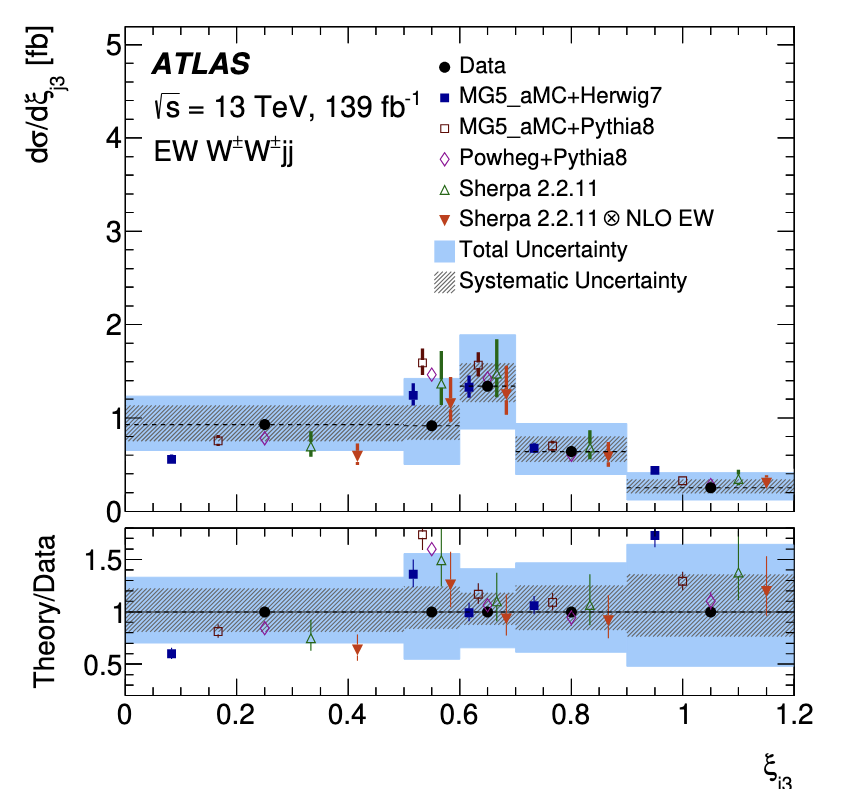 dσ/dξj3 [fb]
5
4
3
2
1
0
ATLAS
√s = 13 TeV, 139 fb-1
EW W±W±jj
Data
MG5_aMC+Herwig7
MG5_aMC+Pythia8
Powheg+Pythia8
Sherpa 2.2.11
Sherpa 2.2.11 ⊗ NLO EW
Total Uncertainty
Systematic Uncertainty
Theory/Data
1.5
1
0.5
0 0.2 0.4 0.6 0.8 1 1.2
ξj3